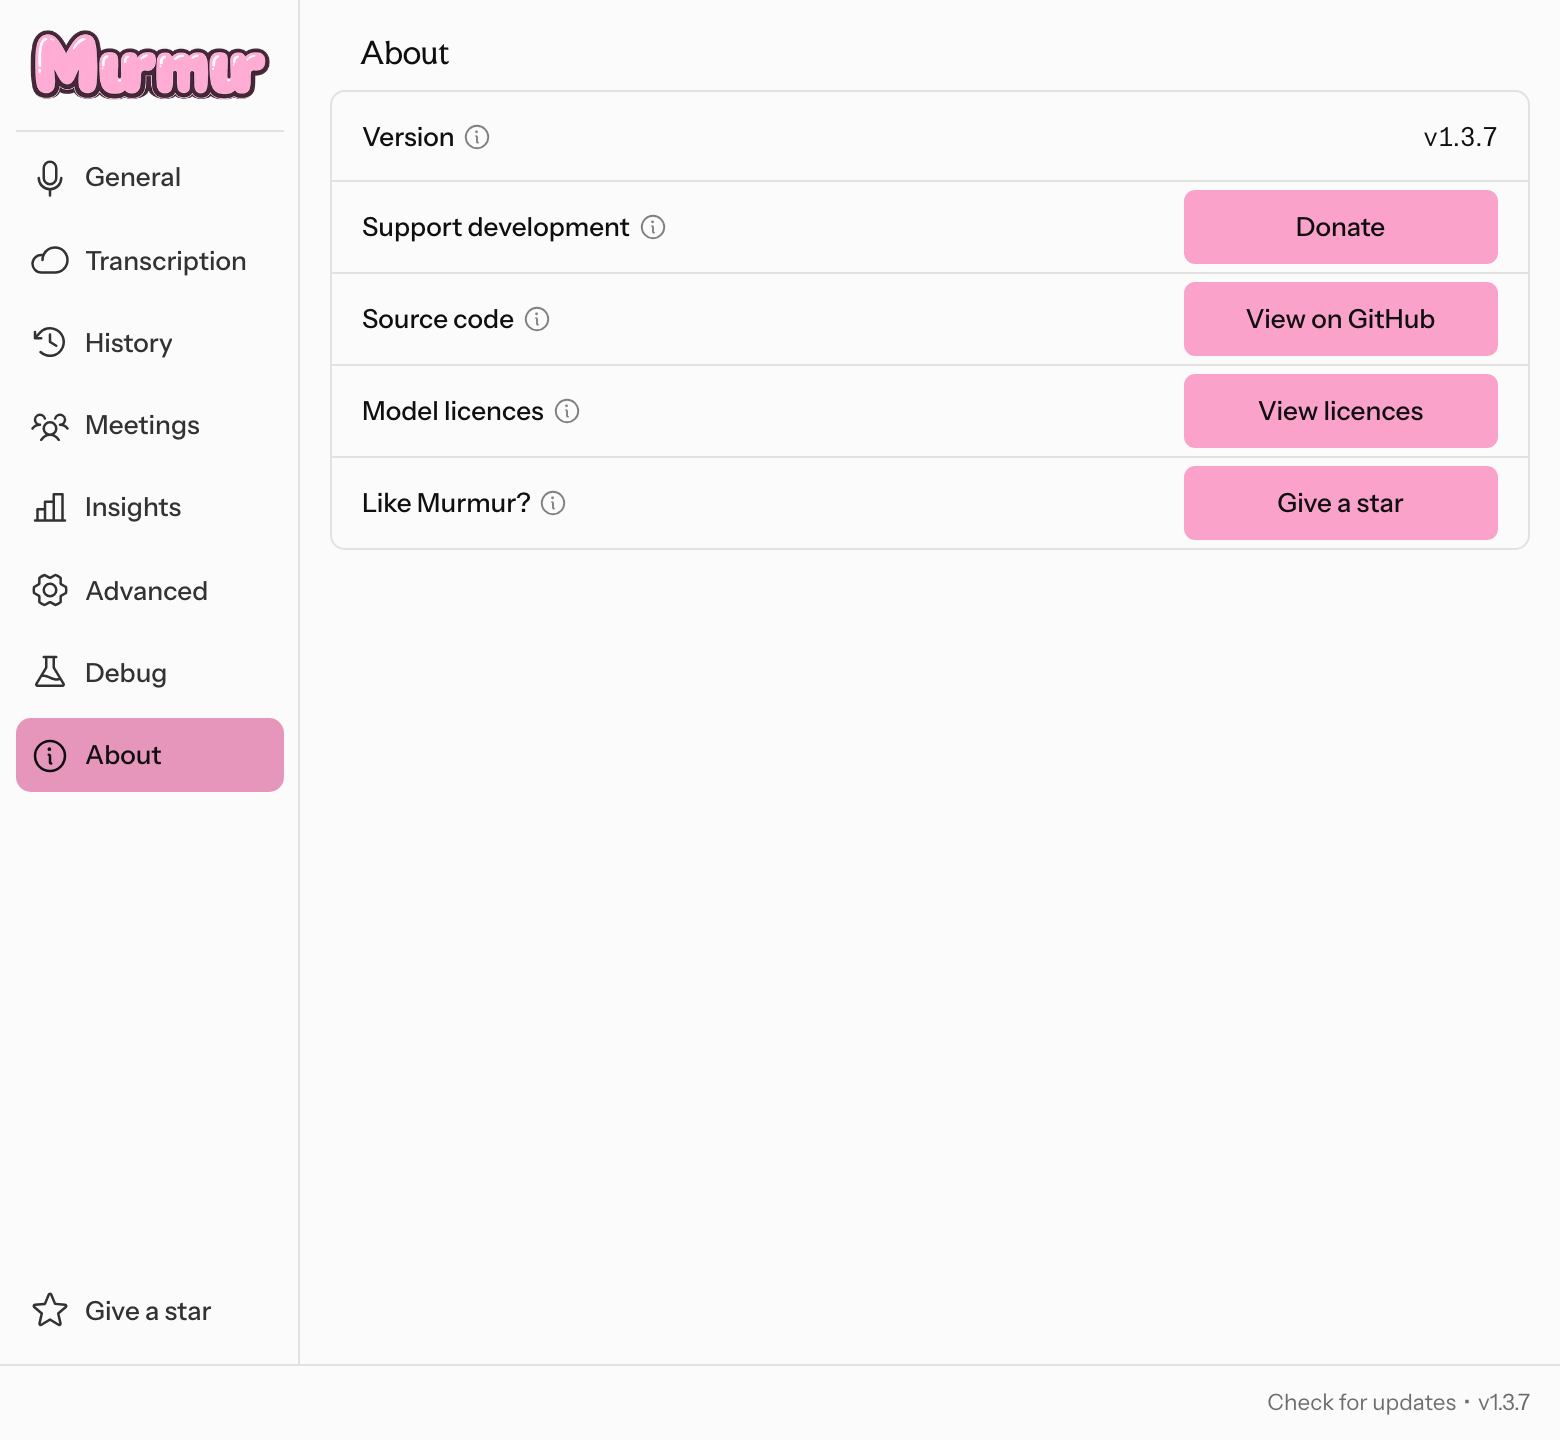 Murmur
General
Transcription
History
Meetings
Insights
Advanced
Debug
About
Give a star
About
Version
v1.3.7
Support development
Donate
Source code
View on GitHub
Model licences
View licences
Like Murmur?
Give a star
Check for updates • v1.3.7